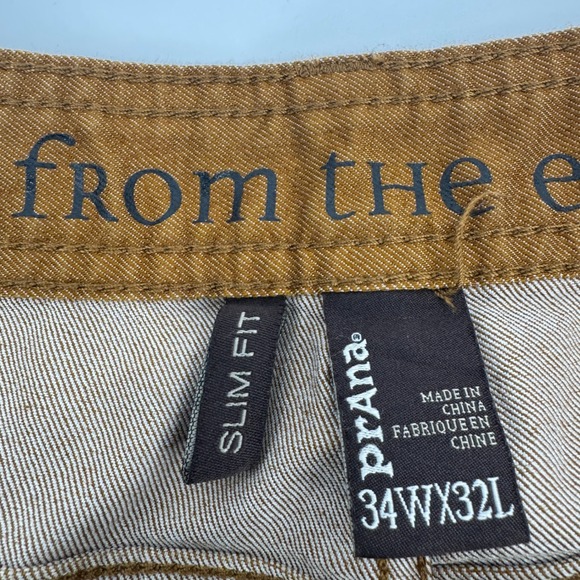 from the e
SLIM FIT
prAna®
MADE IN
CHINA
FABRIQUE EN
CHINE
34WX32L